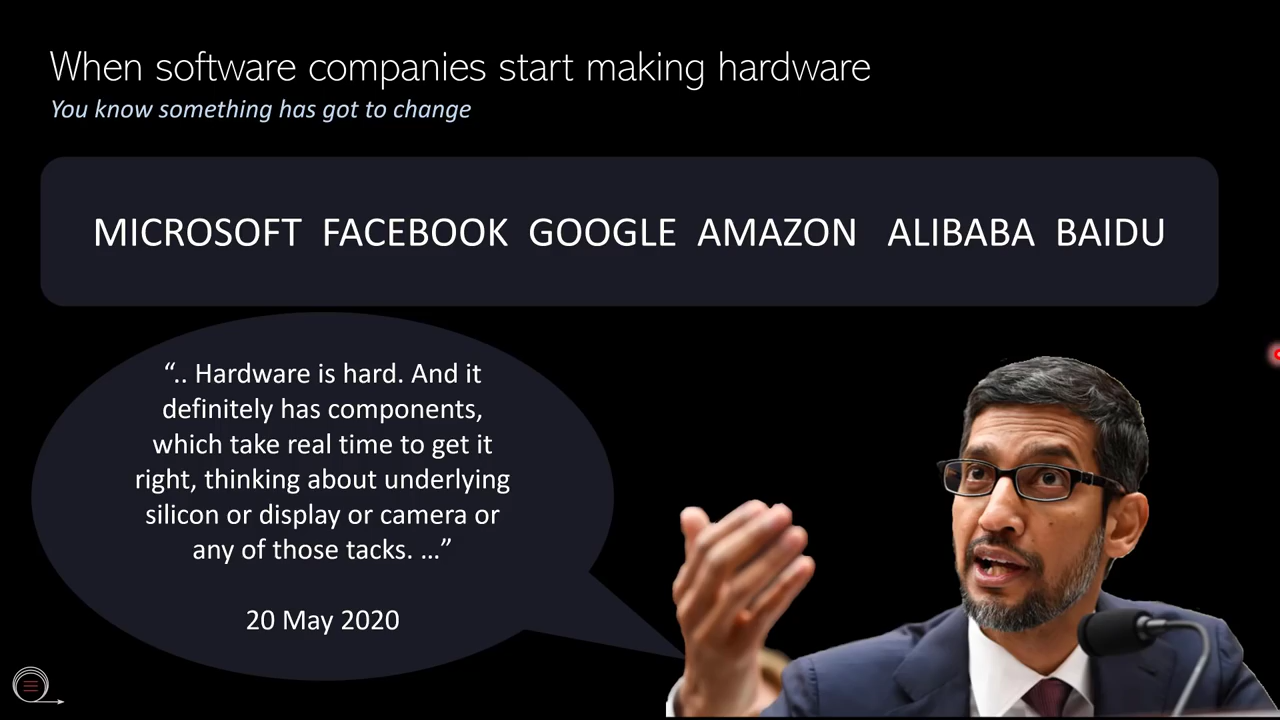 When software companies start making hardware
You know something has got to change
MICROSOFT FACEBOOK GOOGLE AMAZON ALIBABA BAIDU
“.. Hardware is hard. And it
definitely has components,
which take real time to get it
right, thinking about underlying
silicon or display or camera or
any of those tacks. …”
20 May 2020